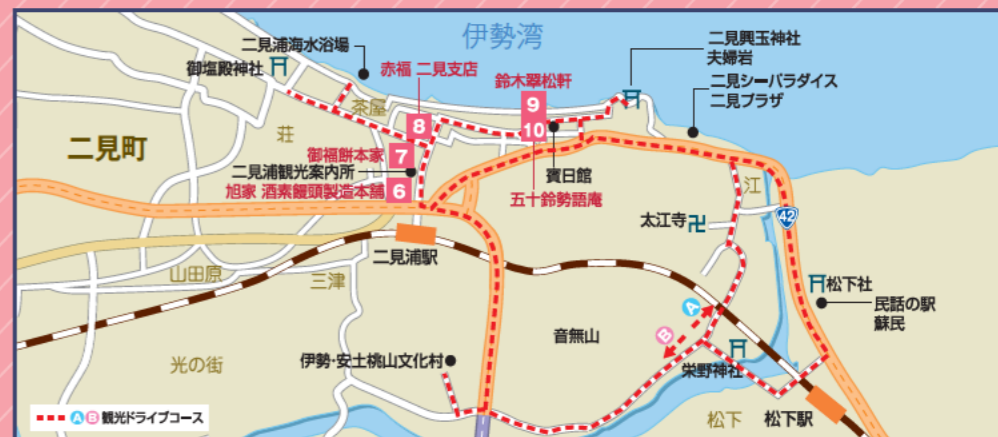 伊勢湾
二見浦海水浴場
御塩殿神社
赤福 二見支店
鈴木翠松軒
二見興玉神社
夫婦岩
二見シーパラダイス
二見プラザ
茶屋
荘
二見町
8
9
10
御福餅本家
7
二見浦観光案内所
旭家 酒素饅頭製造本舗
6
賓日館
五十鈴勢語庵
江
太江寺
42
二見浦駅
山田原
三津
松下社
民話の駅
蘇民
A
B
音無山
栄野神社
光の街
伊勢・安土桃山文化村
松下
松下駅
A B 観光ドライブコース